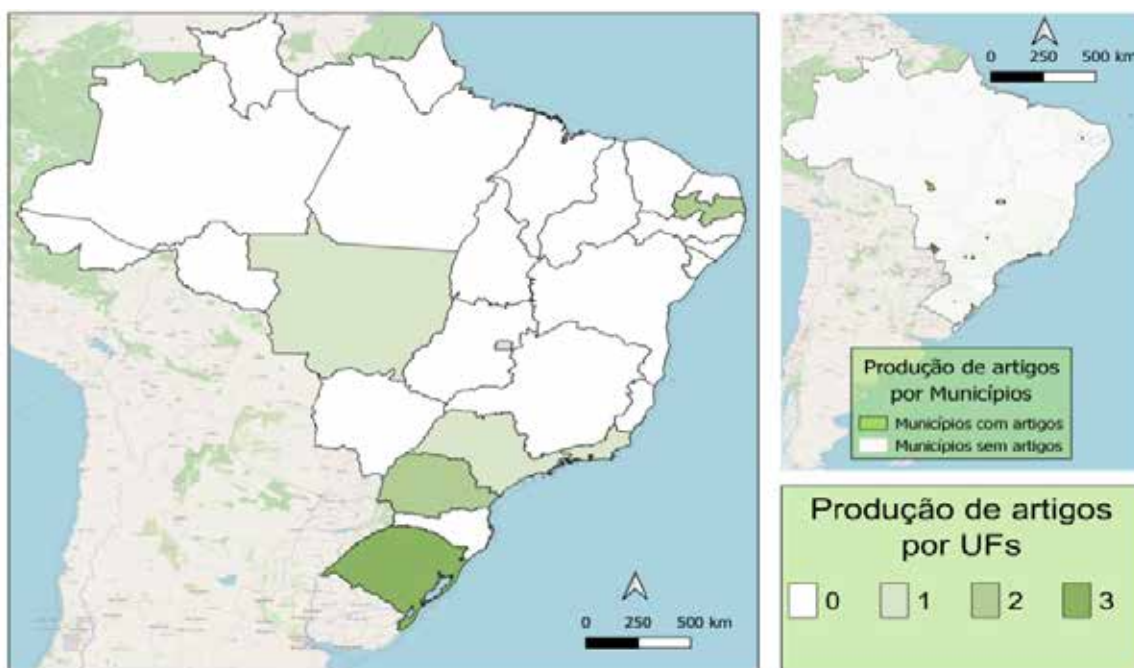 0 250 500 km
0 250 500 km
Produção de artigos
por Municípios
Municípios com artigos
Municípios sem artigos
Produção de artigos
por UFs
0 1 2 3